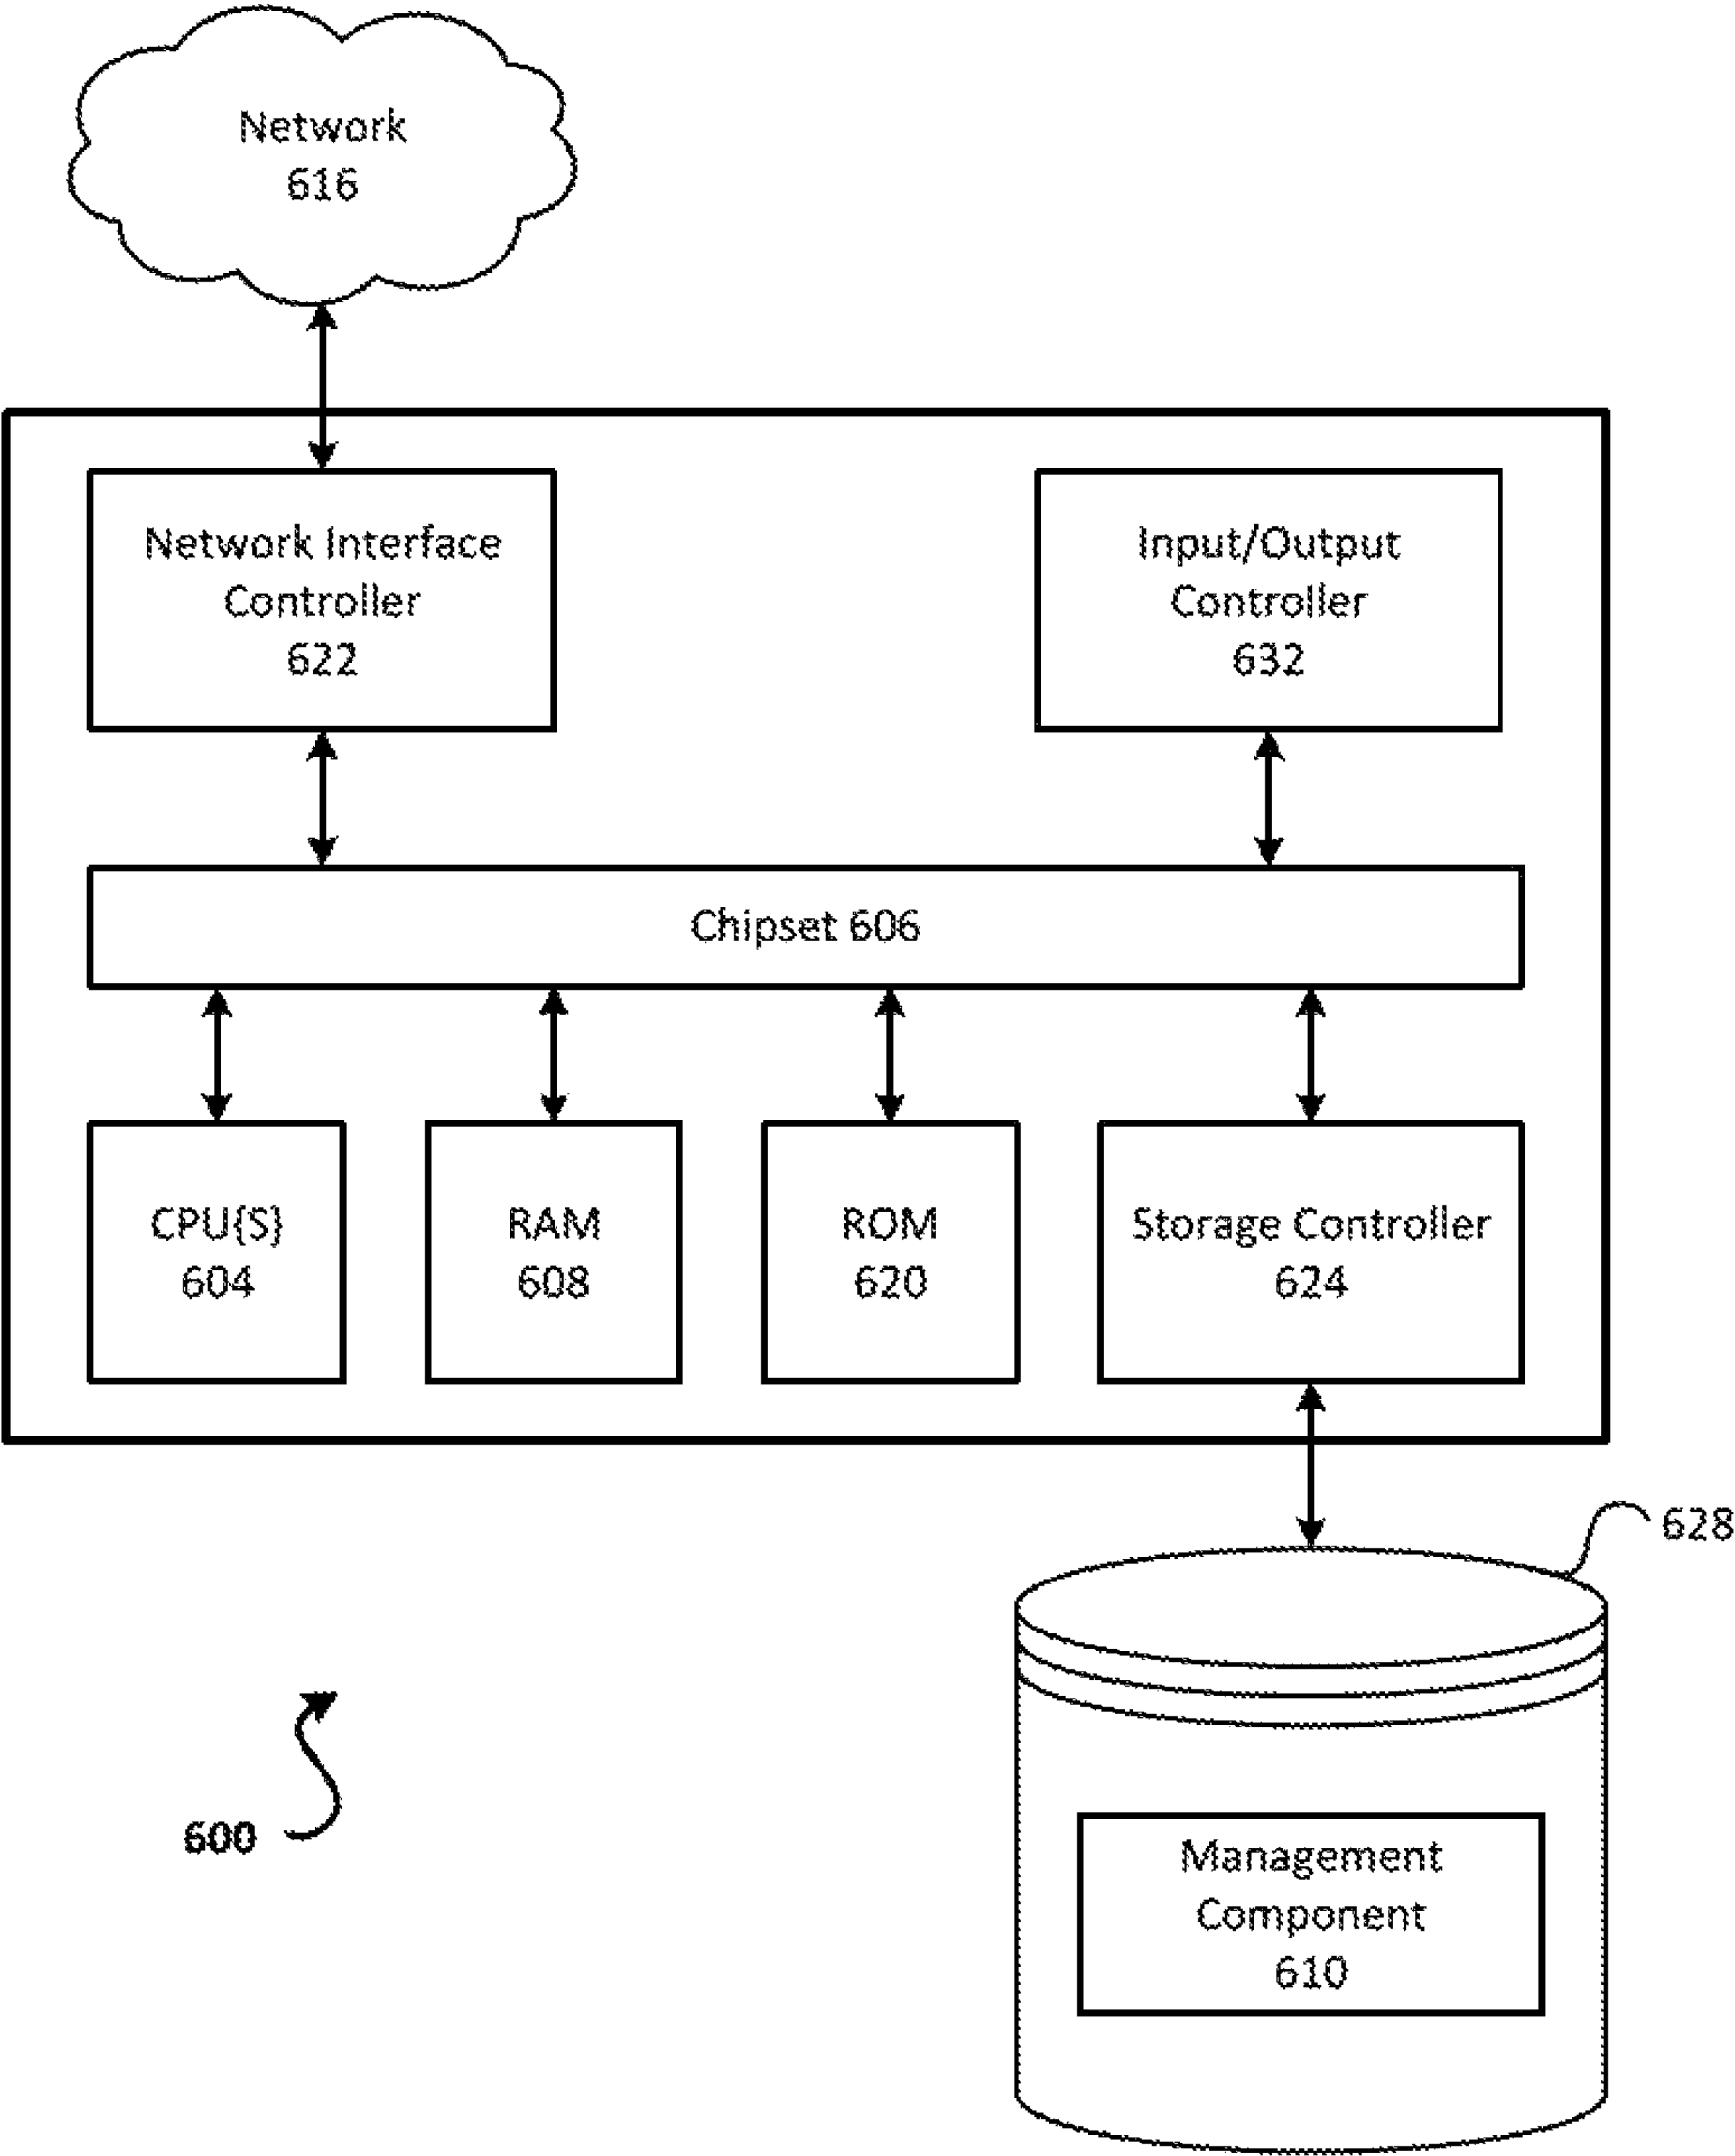 Network
616
Network Interface
Controller
622
Input/Output
Controller
632
Chipset 606
CPU{S}
604
RAM
608
ROM
620
Storage Controller
624
628
600
Management
Component
610